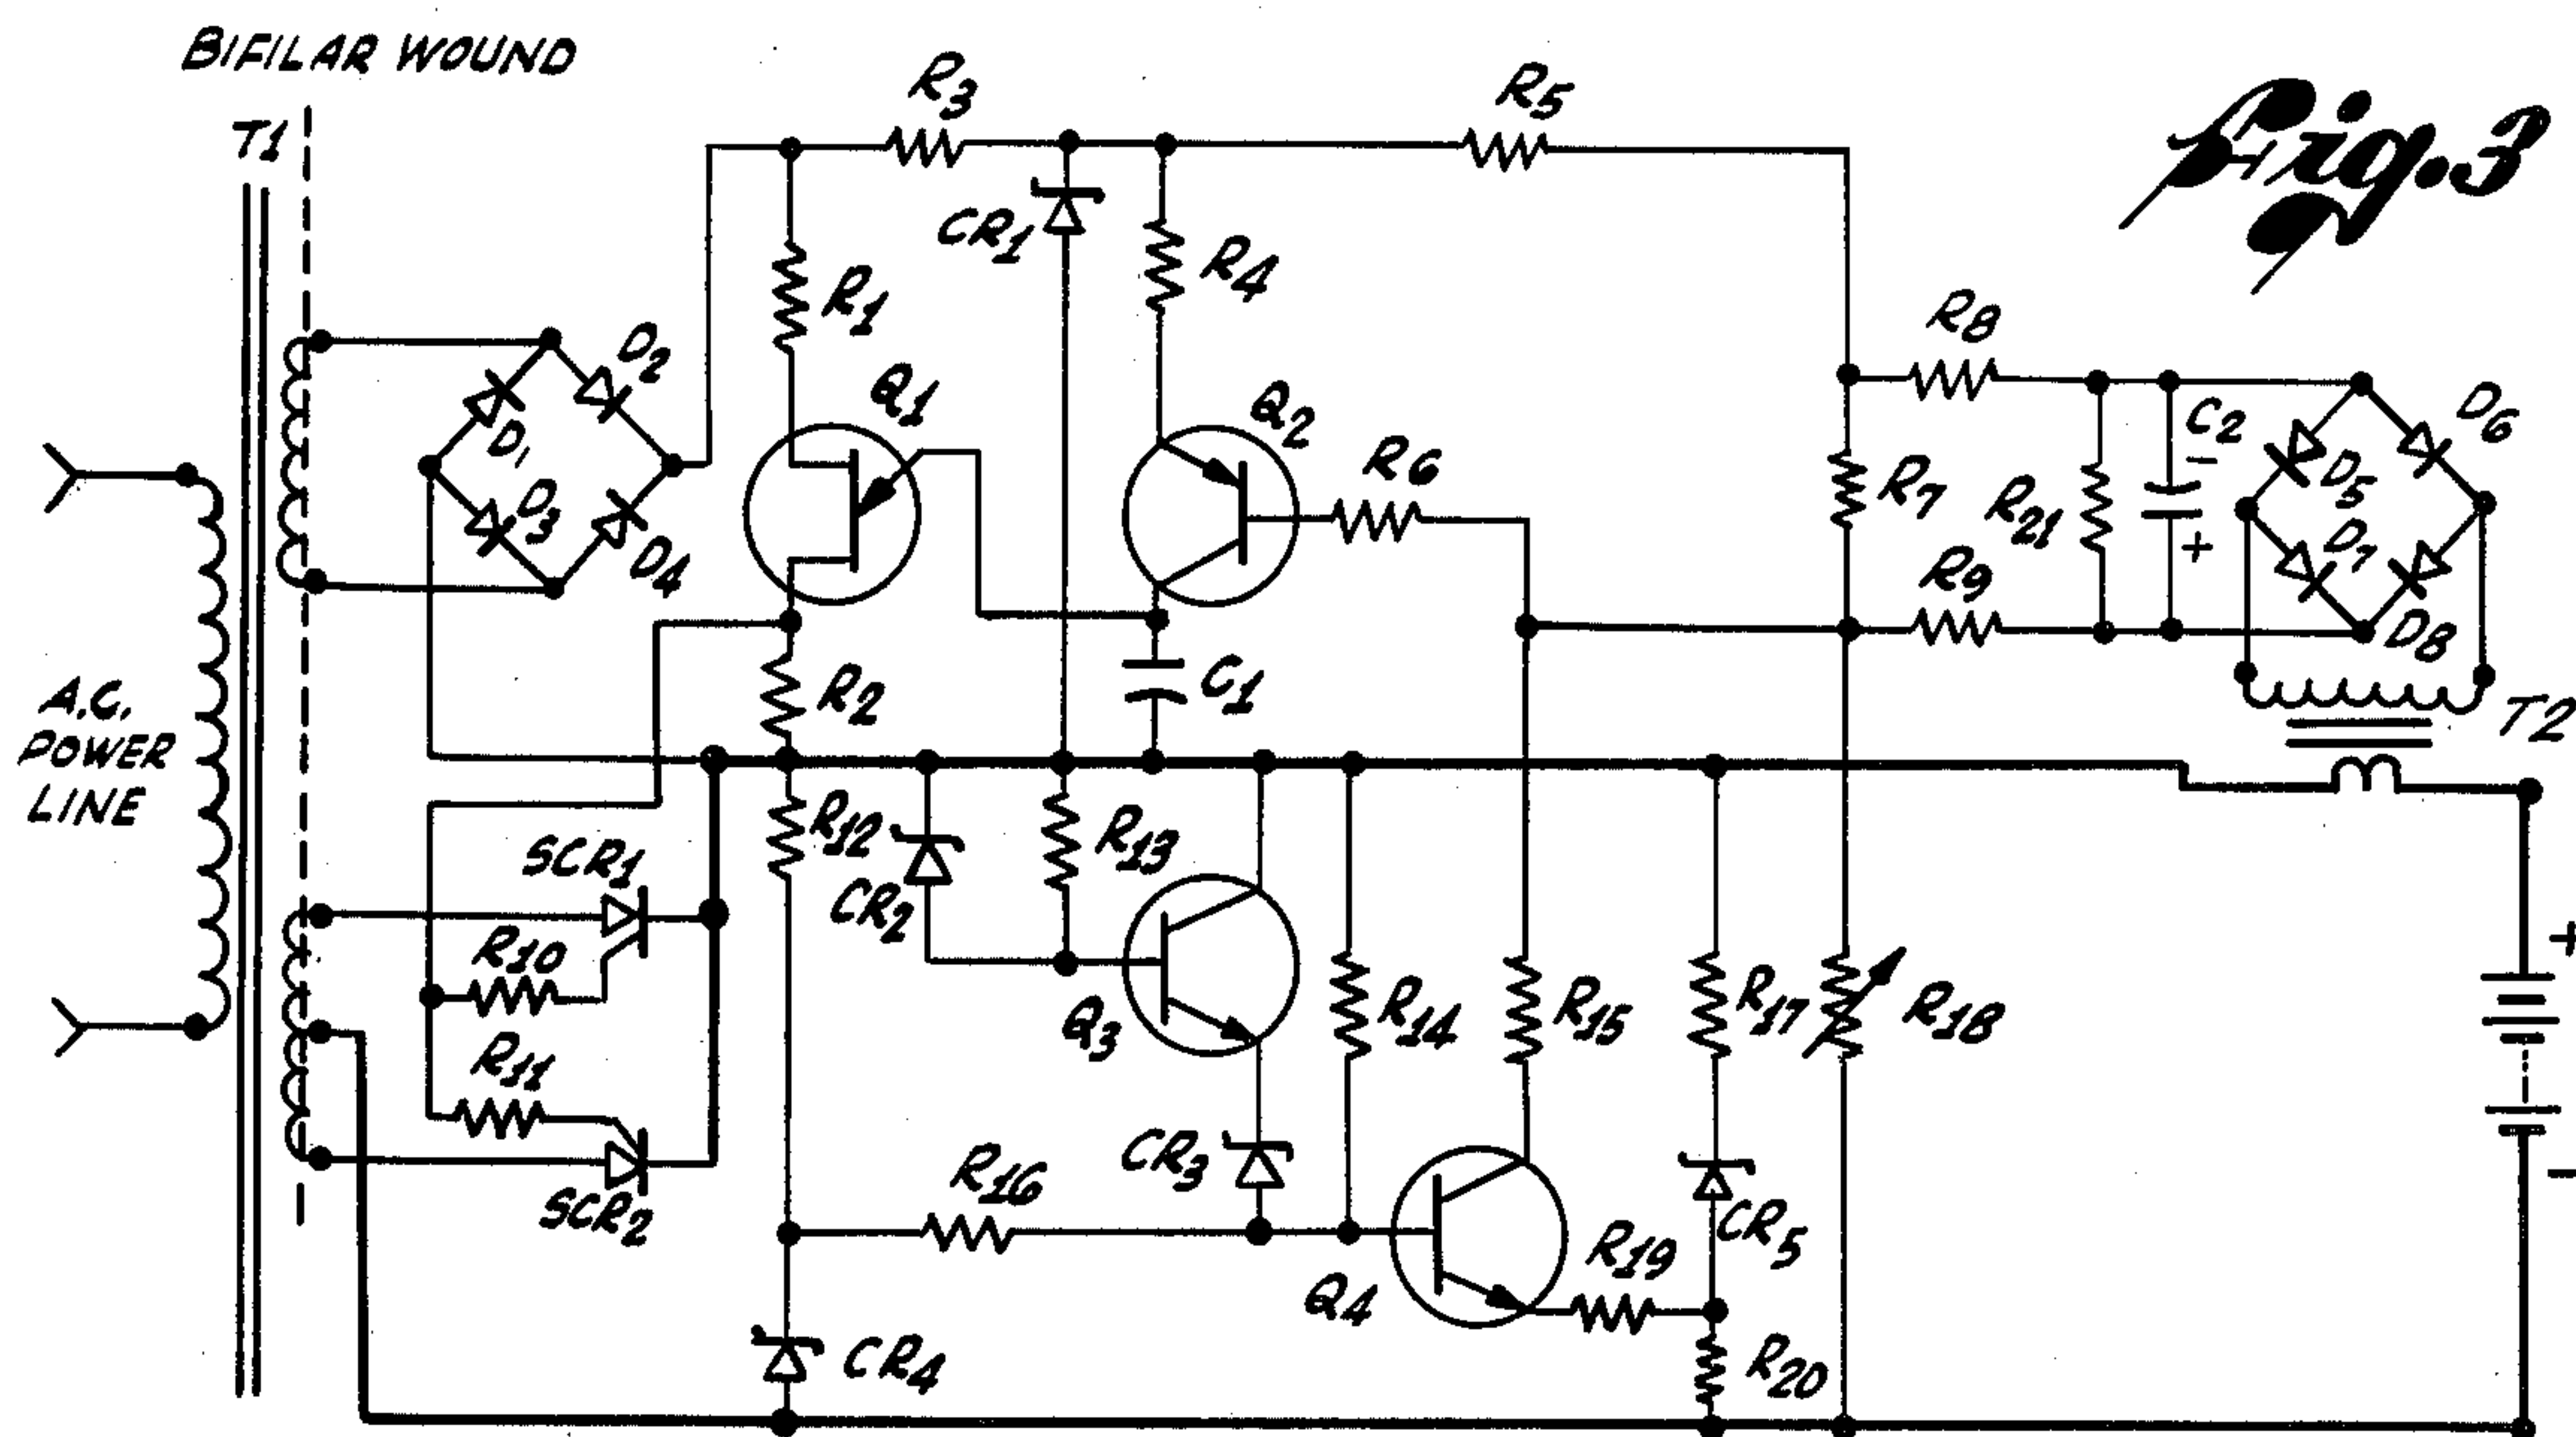 BIFILAR WOUND
T1
R3
R5
Fig.3
CR1
R4
R1
D2
D1
D3
D4
Q1
Q2
R6
R8
R7
R21
C2
−
+
D5
D6
D7
D8
R9
T2
A.C.
POWER
LINE
R2
C1
SCR1
R12
CR2
R13
R10
R11
SCR2
Q3
R14
R15
R17
R18
+
−
R16
CR3
CR5
R19
Q4
CR4
R20